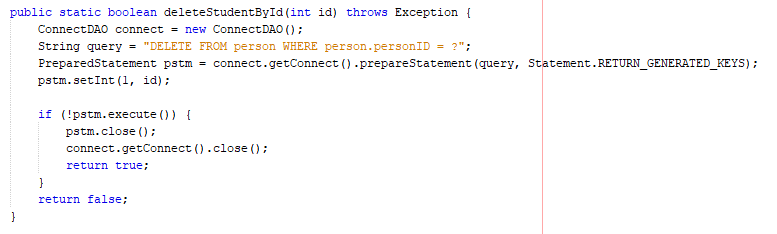 public static boolean deleteStudentById(int id) throws Exception {
    ConnectDAO connect = new ConnectDAO();
    String query = "DELETE FROM person WHERE person.personID = ?";
    PreparedStatement pstm = connect.getConnect().prepareStatement(query, Statement.RETURN_GENERATED_KEYS);
    pstm.setInt(1, id);

    if (!pstm.execute()) {
        pstm.close();
        connect.getConnect().close();
        return true;
    }
    return false;
}